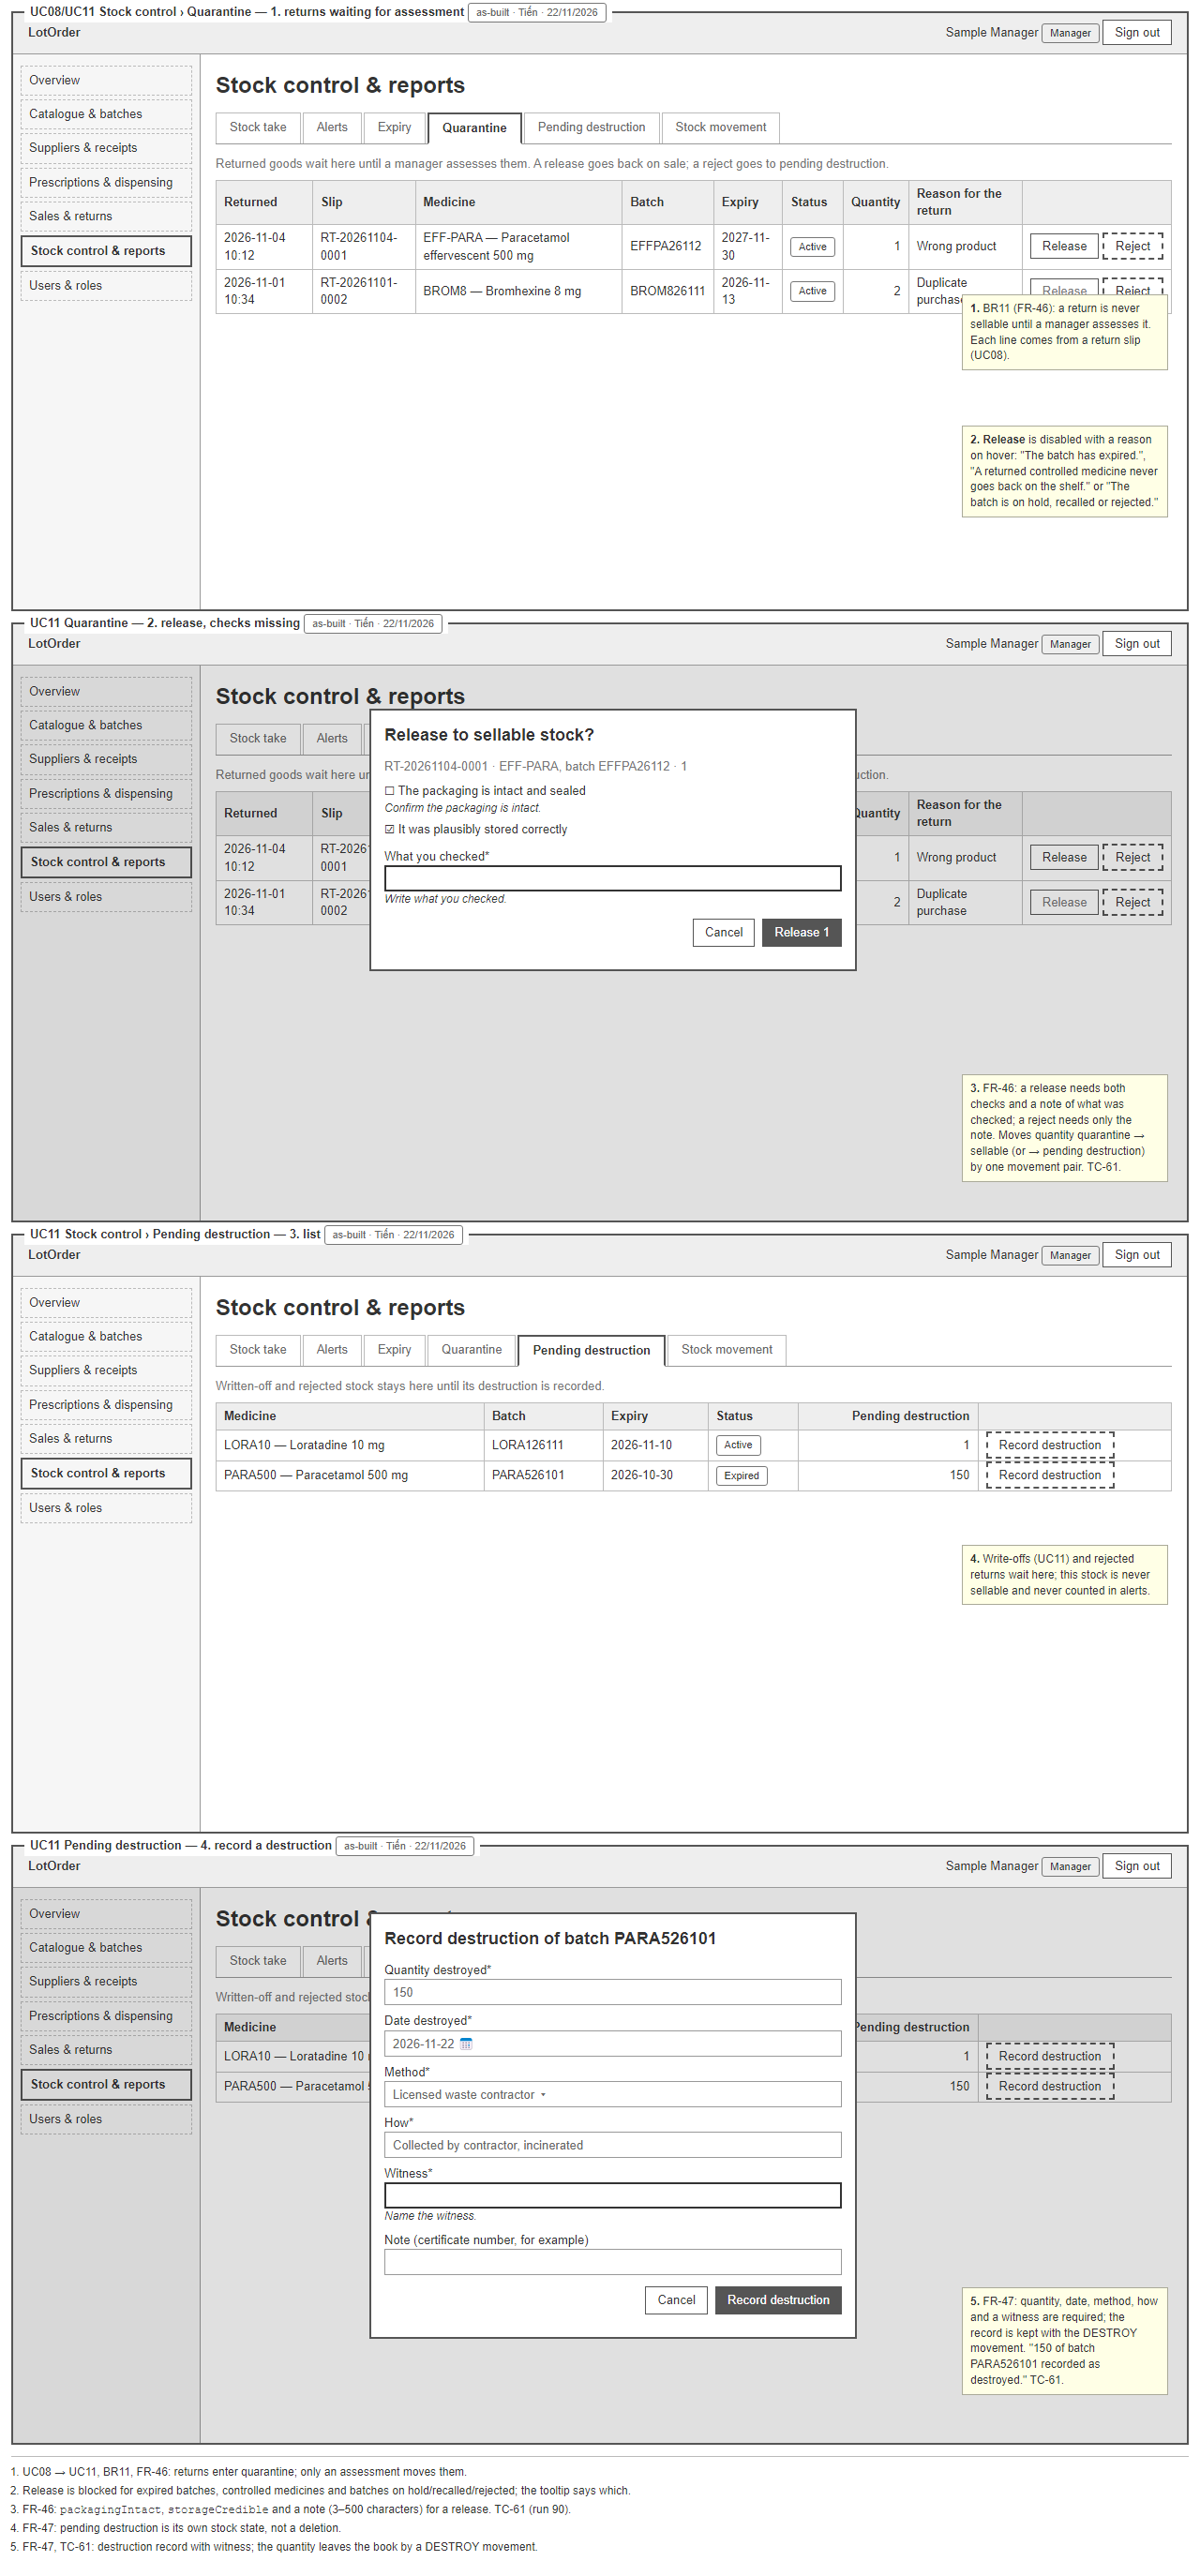 UC08/UC11 Stock control › Quarantine — 1. returns waiting for assessment as-built · Tiến · 22/11/2026
LotOrder
Sample Manager Manager Sign out
Overview
Catalogue & batches
Suppliers & receipts
Prescriptions & dispensing
Sales & returns
Stock control & reports
Users & roles
Stock control & reports
Stock take Alerts Expiry Quarantine Pending destruction Stock movement
Returned goods wait here until a manager assesses them. A release goes back on sale; a reject goes to pending destruction.
Returned Slip Medicine Batch Expiry Status Quantity Reason for the return
2026-11-04 10:12 RT-20261104-0001 EFF-PARA — Paracetamol effervescent 500 mg EFFPA26112 2027-11-30 Active 1 Wrong product Release Reject
2026-11-01 10:34 RT-20261101-0002 BROM8 — Bromhexine 8 mg BROM826111 2026-11-13 Active 2 Duplicate purchase Release Reject
1. BR11 (FR-46): a return is never
sellable until a manager assesses it.
Each line comes from a return slip
(UC08).
2. Release is disabled with a reason
on hover: "The batch has expired.",
"A returned controlled medicine never
goes back on the shelf." or "The
batch is on hold, recalled or rejected."
UC11 Quarantine — 2. release, checks missing as-built · Tiến · 22/11/2026
LotOrder
Sample Manager Manager Sign out
Overview
Catalogue & batches
Suppliers & receipts
Prescriptions & dispensing
Sales & returns
Stock control & reports
Users & roles
Stock control & reports
Stock take Alerts
Returned goods wait here un
ction.
Returned Slip
Quantity Reason for the return
2026-11-04 10:12 RT-2026 0001
1 Wrong product Release Reject
2026-11-01 10:34 RT-2026 0002
2 Duplicate purchase Release Reject
Release to sellable stock?
RT-20261104-0001 · EFF-PARA, batch EFFPA26112 · 1
☐ The packaging is intact and sealed
Confirm the packaging is intact.
☑ It was plausibly stored correctly
What you checked*
Write what you checked.
Cancel Release 1
3. FR-46: a release needs both
checks and a note of what was
checked; a reject needs only the
note. Moves quantity quarantine →
sellable (or → pending destruction)
by one movement pair. TC-61.
UC11 Stock control › Pending destruction — 3. list as-built · Tiến · 22/11/2026
LotOrder
Sample Manager Manager Sign out
Overview
Catalogue & batches
Suppliers & receipts
Prescriptions & dispensing
Sales & returns
Stock control & reports
Users & roles
Stock control & reports
Stock take Alerts Expiry Quarantine Pending destruction Stock movement
Written-off and rejected stock stays here until its destruction is recorded.
Medicine Batch Expiry Status Pending destruction
LORA10 — Loratadine 10 mg LORA126111 2026-11-10 Active 1 Record destruction
PARA500 — Paracetamol 500 mg PARA526101 2026-10-30 Expired 150 Record destruction
4. Write-offs (UC11) and rejected
returns wait here; this stock is never
sellable and never counted in alerts.
UC11 Pending destruction — 4. record a destruction as-built · Tiến · 22/11/2026
LotOrder
Sample Manager Manager Sign out
Overview
Catalogue & batches
Suppliers & receipts
Prescriptions & dispensing
Sales & returns
Stock control & reports
Users & roles
Stock control
Stock take Alerts
Written-off and rejected stoc
Medicine
Pending destruction
LORA10 — Loratadine 10
1 Record destruction
PARA500 — Paracetamol
150 Record destruction
Record destruction of batch PARA526101
Quantity destroyed*
150
Date destroyed*
2026-11-22
Method*
Licensed waste contractor
How*
Collected by contractor, incinerated
Witness*
Name the witness.
Note (certificate number, for example)
Cancel Record destruction
5. FR-47: quantity, date, method, how
and a witness are required; the
record is kept with the DESTROY
movement. "150 of batch
PARA526101 recorded as
destroyed." TC-61.
1. UC08 → UC11, BR11, FR-46: returns enter quarantine; only an assessment moves them.
2. Release is blocked for expired batches, controlled medicines and batches on hold/recalled/rejected; the tooltip says which.
3. FR-46: packagingIntact, storageCredible and a note (3–500 characters) for a release. TC-61 (run 90).
4. FR-47: pending destruction is its own stock state, not a deletion.
5. FR-47, TC-61: destruction record with witness; the quantity leaves the book by a DESTROY movement.